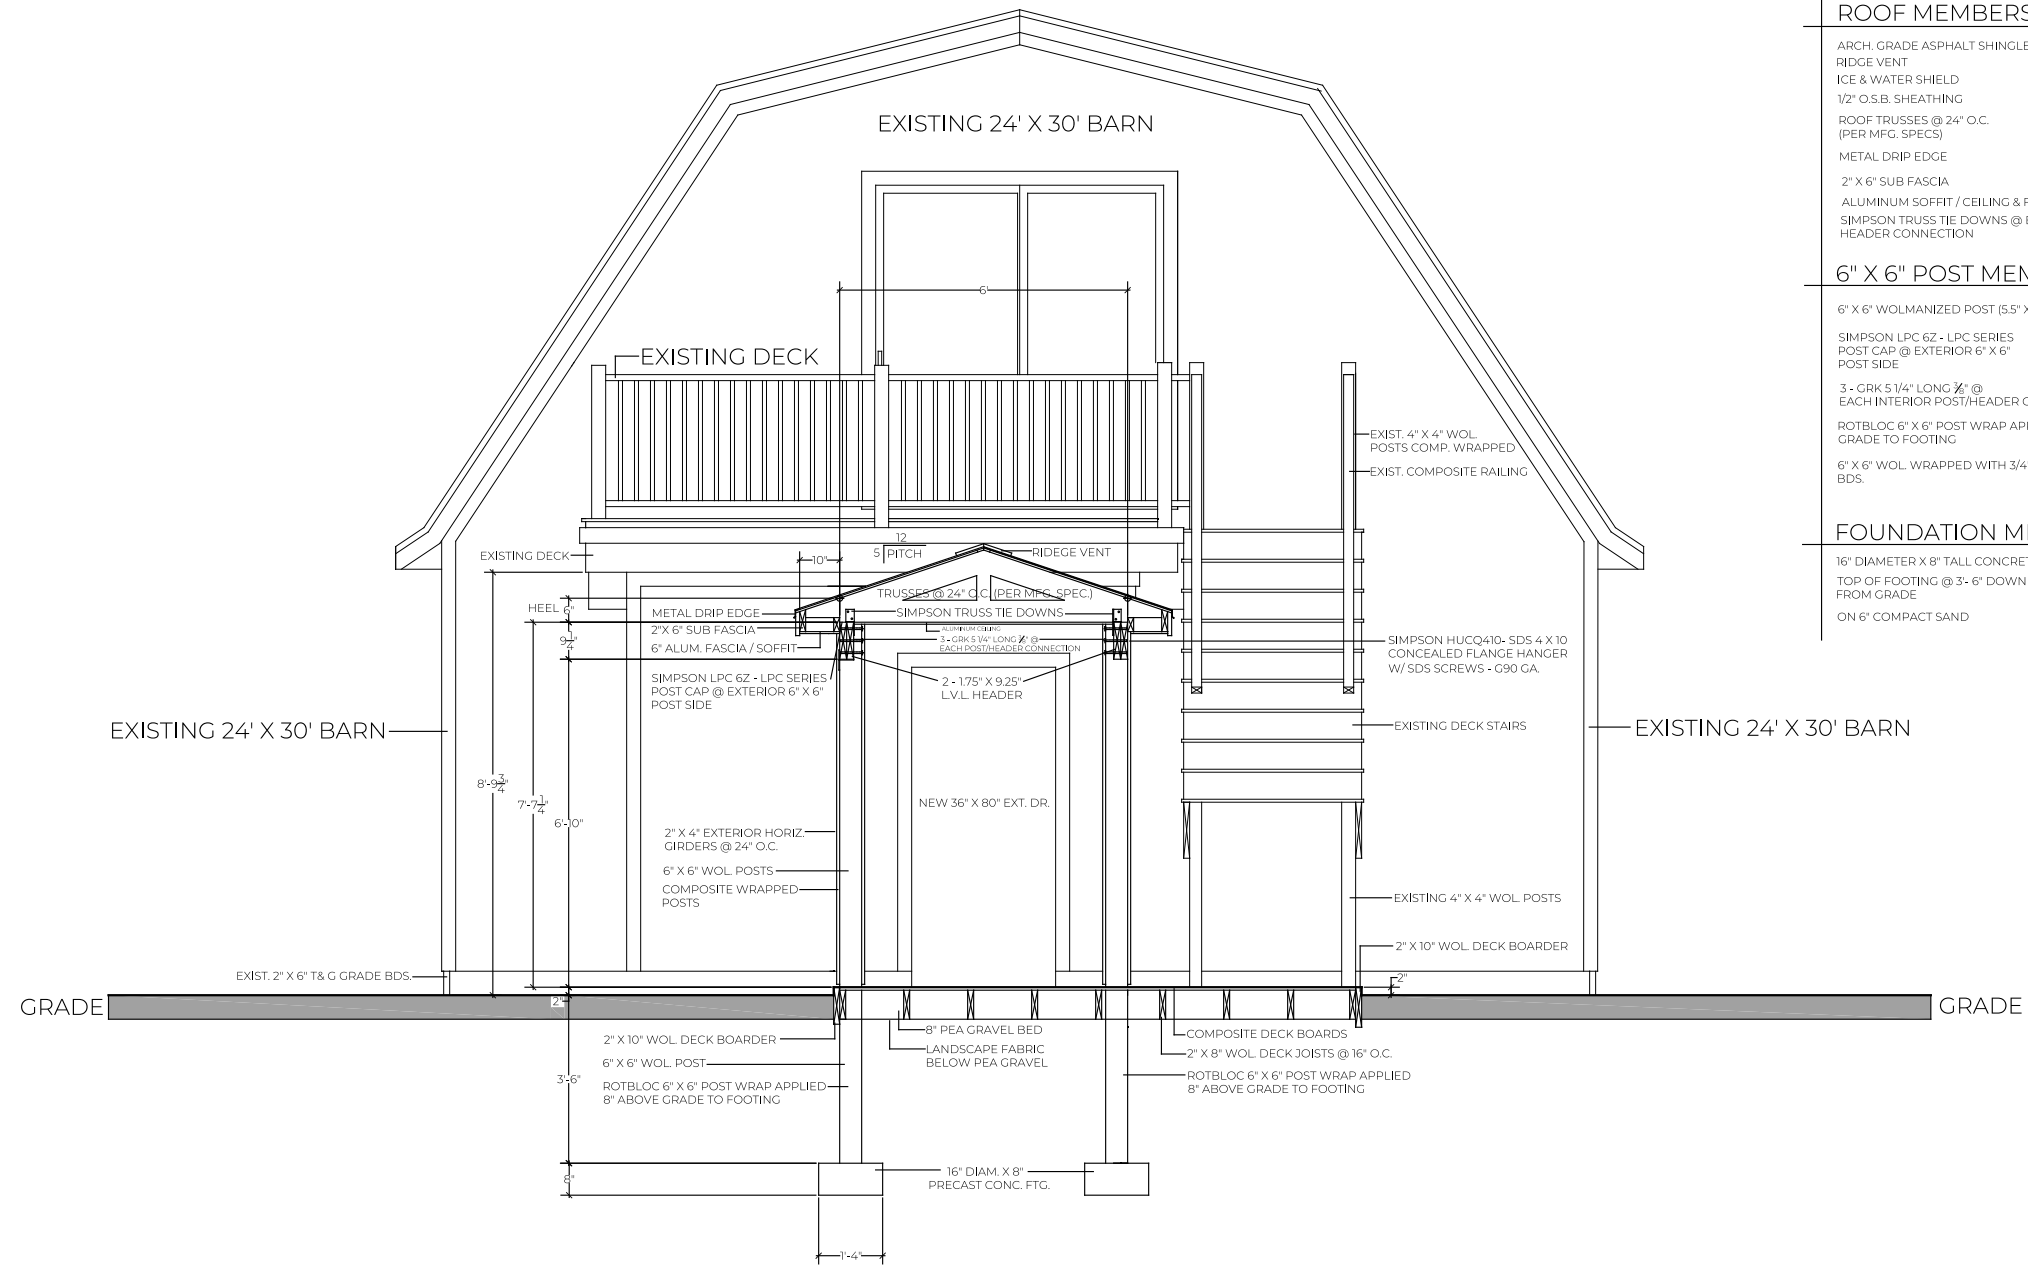 EXISTING 24' X 30' BARN
6'
EXISTING DECK
EXIST. 4" X 4" WOL.
POSTS COMP. WRAPPED
EXIST. COMPOSITE RAILING
12
5 PITCH
EXISTING DECK
10"
RIDEGE VENT
TRUSSES @ 24" O.C. (PER MFG. SPEC.)
HEEL 6"
METAL DRIP EDGE
SIMPSON TRUSS TIE DOWNS
2"X 6" SUB FASCIA
ALUMINUM CEILING
9 1/4"
6" ALUM. FASCIA / SOFFIT
3 - GRK 5 1/4" LONG 3/8" @
EACH POST/HEADER CONNECTION
SIMPSON HUCQ410- SDS 4 X 10
CONCEALED FLANGE HANGER
W/ SDS SCREWS - G90 GA.
SIMPSON LPC 6Z - LPC SERIES
POST CAP @ EXTERIOR 6" X 6"
POST SIDE
2 - 1.75" X 9.25"
L.V.L. HEADER
EXISTING 24' X 30' BARN
EXISTING DECK STAIRS
EXISTING 24' X 30' BARN
8'-9 3/4"
7'-7 1/4"
6'-10"
NEW 36" X 80" EXT. DR.
2" X 4" EXTERIOR HORIZ.
GIRDERS @ 24" O.C.
6" X 6" WOL. POSTS
COMPOSITE WRAPPED
POSTS
EXISTING 4" X 4" WOL. POSTS
2" X 10" WOL. DECK BOARDER
EXIST. 2" X 6" T& G GRADE BDS.
2"
2"
GRADE
GRADE
8" PEA GRAVEL BED
LANDSCAPE FABRIC
BELOW PEA GRAVEL
COMPOSITE DECK BOARDS
2" X 8" WOL. DECK JOISTS @ 16" O.C.
2" X 10" WOL. DECK BOARDER
6" X 6" WOL. POST
3'-6"
ROTBLOC 6" X 6" POST WRAP APPLIED
8" ABOVE GRADE TO FOOTING
ROTBLOC 6" X 6" POST WRAP APPLIED
8" ABOVE GRADE TO FOOTING
8"
16" DIAM. X 8"
PRECAST CONC. FTG.
1'-4"
ROOF MEMBERS
ARCH. GRADE ASPHALT SHINGLE
RIDGE VENT
ICE & WATER SHIELD
1/2" O.S.B. SHEATHING
ROOF TRUSSES @ 24" O.C.
(PER MFG. SPECS)
METAL DRIP EDGE
2" X 6" SUB FASCIA
ALUMINUM SOFFIT / CEILING &
SIMPSON TRUSS TIE DOWNS @
HEADER CONNECTION
6" X 6" POST
6" X 6" WOLMANIZED POST (5.5" X
SIMPSON LPC 6Z - LPC SERIES
POST CAP @ EXTERIOR 6" X 6"
POST SIDE
3 - GRK 5 1/4" LONG 3/8" @
EACH INTERIOR POST/HEADER
ROTBLOC 6" X 6" POST WRAP
GRADE TO FOOTING
6" X 6" WOL. WRAPPED WITH 3/4
BDS.
FOUNDATION
16" DIAMETER X 8" TALL
TOP OF FOOTING @ 3'- 6" DOWN
FROM GRADE
ON 6" COMPACT SAND